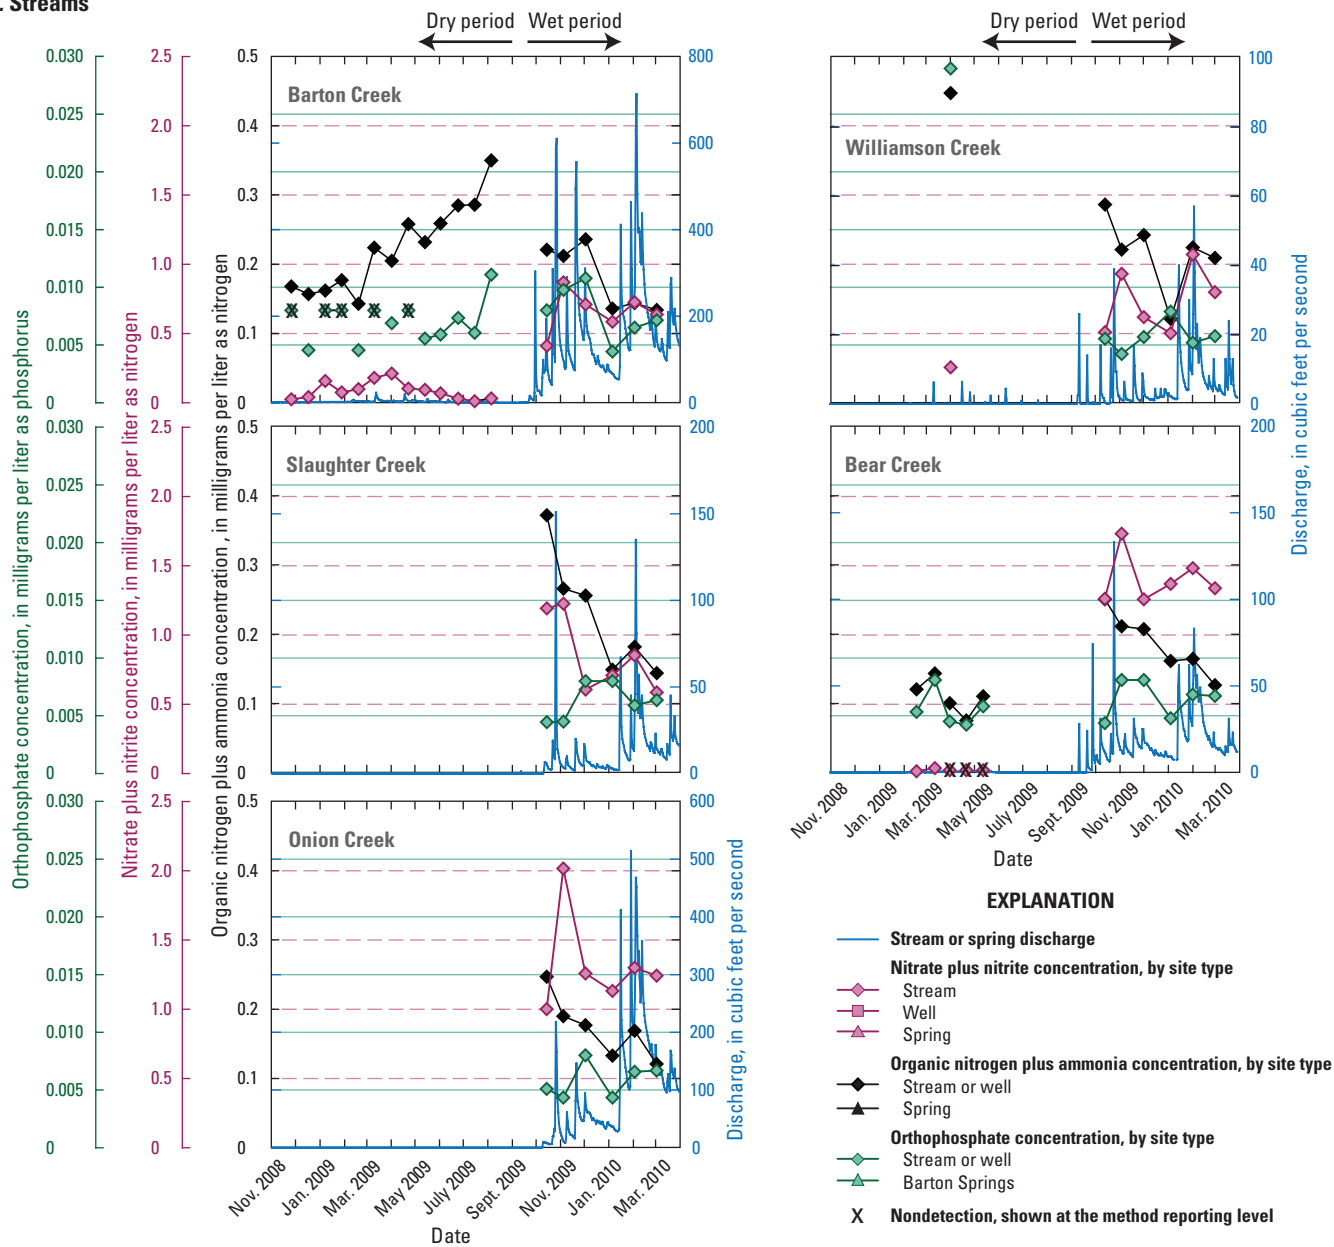 . Streams
Dry period
Wet period
Dry period
Wet period
Orthophosphate concentration, in milligrams per liter as phosphorus
Nitrate plus nitrite concentration, in milligrams per liter as nitrogen
Organic nitrogen plus ammonia concentration , in milligrams per liter as nitrogen
0.030
0.025
0.020
0.015
0.010
0.005
0
2.5
2.0
1.5
1.0
0.5
0
0.5
0.4
0.3
0.2
0.1
0
Barton Creek
800
600
400
200
0
Williamson Creek
100
80
60
40
20
0
0.030
0.025
0.020
0.015
0.010
0.005
0
2.5
2.0
1.5
1.0
0.5
0
0.5
0.4
0.3
0.2
0.1
0
Slaughter Creek
200
150
100
50
0
Bear Creek
200
150
100
50
0
Discharge, in cubic feet per second
Nov. 2008
Jan. 2009
Mar. 2009
May 2009
July 2009
Sept. 2009
Nov. 2009
Jan. 2010
Mar. 2010
Date
0.030
0.025
0.020
0.015
0.010
0.005
0
2.5
2.0
1.5
1.0
0.5
0
0.5
0.4
0.3
0.2
0.1
0
Onion Creek
600
500
400
300
200
100
0
Discharge, in cubic feet per second
Nov. 2008
Jan. 2009
Mar. 2009
May 2009
July 2009
Sept. 2009
Nov. 2009
Jan. 2010
Mar. 2010
Date
EXPLANATION
Stream or spring discharge
Nitrate plus nitrite concentration, by site type
Stream
Well
Spring
Organic nitrogen plus ammonia concentration, by site type
Stream or well
Spring
Orthophosphate concentration, by site type
Stream or well
Barton Springs
X Nondetection, shown at the method reporting level